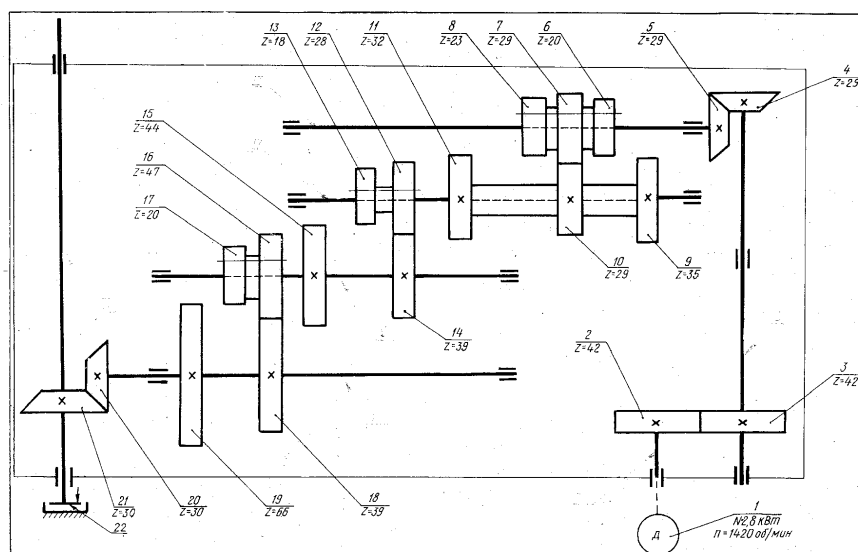 13
Z=18
12
Z=28
11
Z=32
8
Z=23
7
Z=29
6
Z=20
5
Z=29
4
Z=29
15
Z=44
16
Z=47
17
Z=20
10
Z=29
9
Z=35
14
Z=39
2
Z=42
3
Z=42
21
Z=30
22
20
Z=30
19
Z=66
18
Z=39
Д
1
N2,8 кВт
n=1420 об/мин